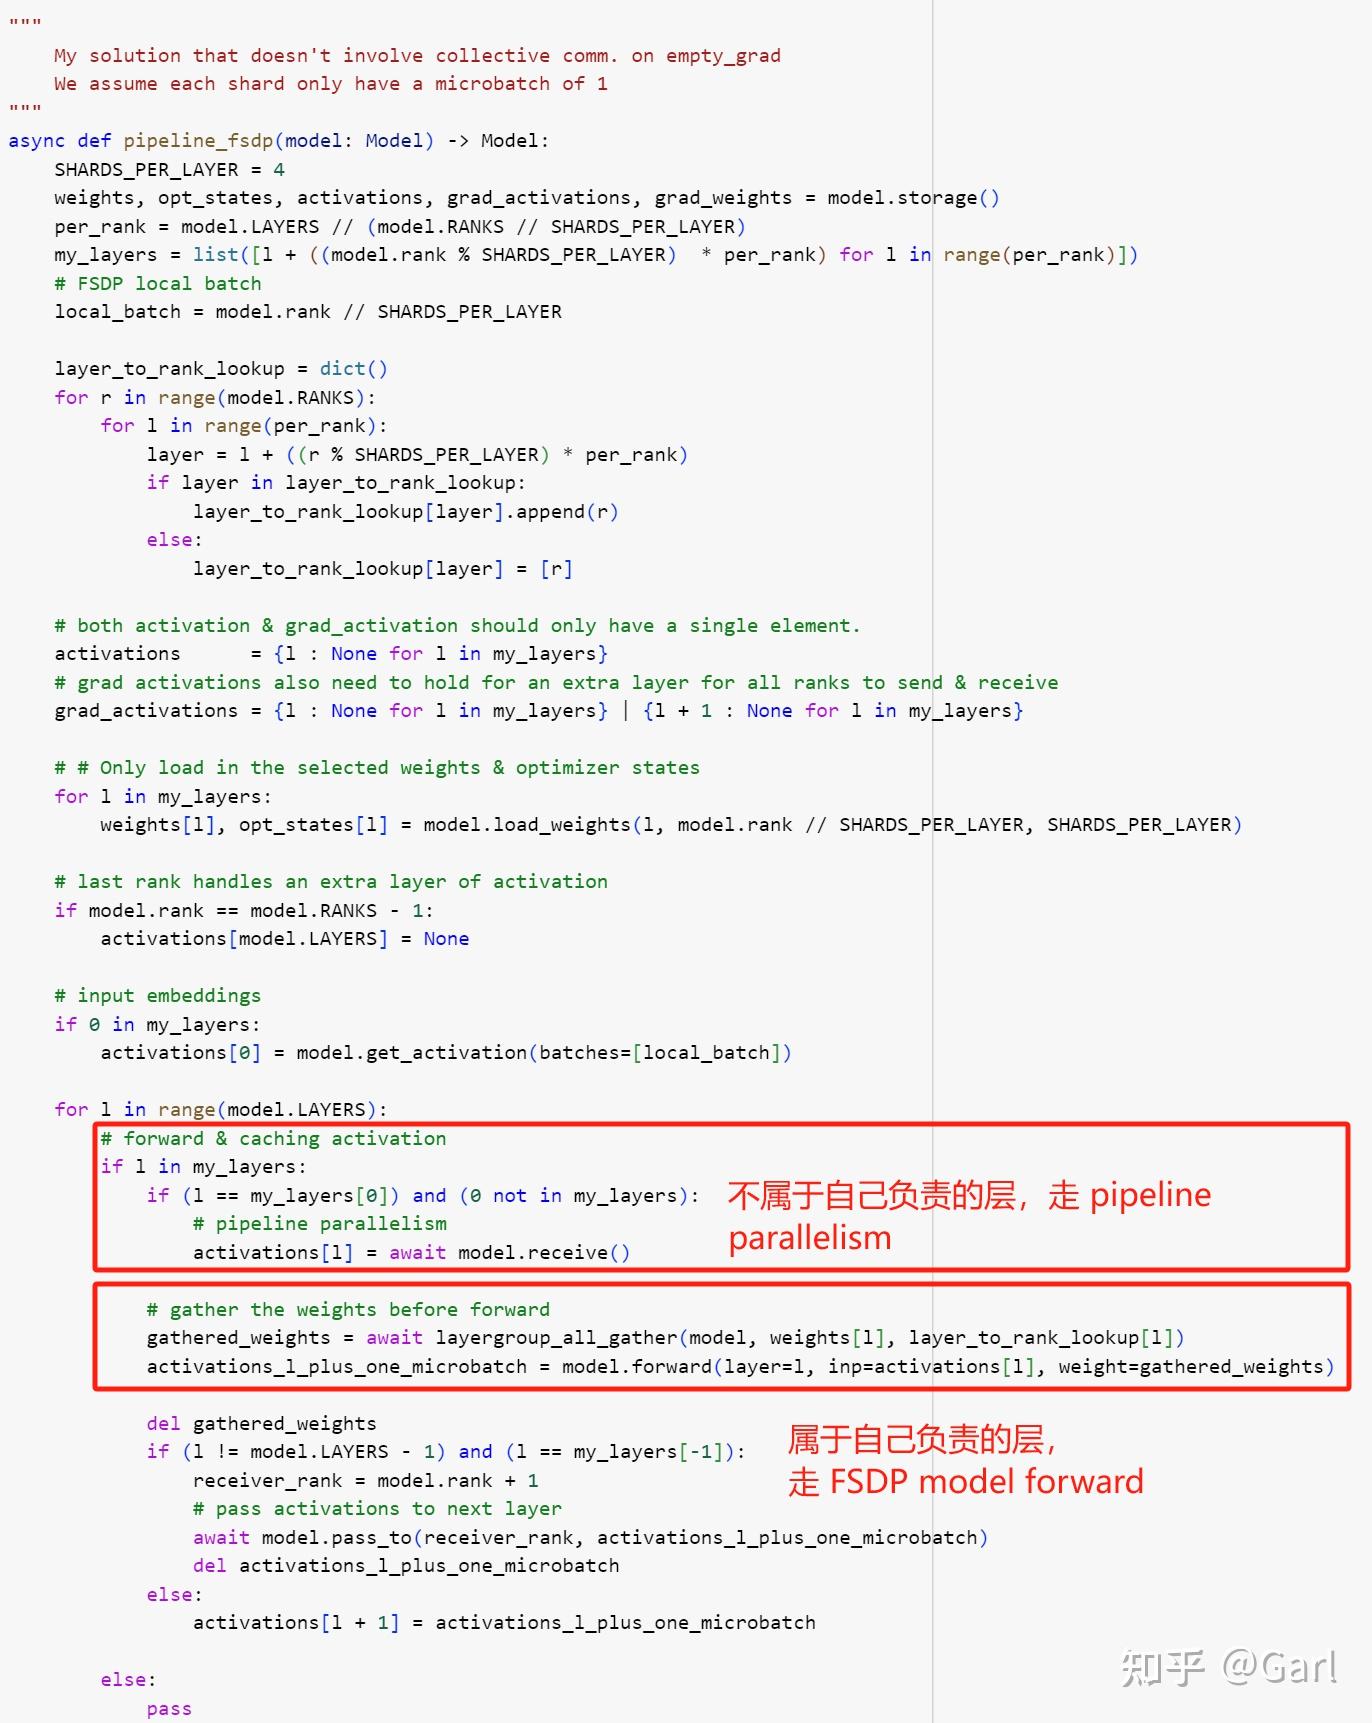 """
    My solution that doesn't involve collective comm. on empty_grad
    We assume each shard only have a microbatch of 1
"""
async def pipeline_fsdp(model: Model) -> Model:
    SHARDS_PER_LAYER = 4
    weights, opt_states, activations, grad_activations, grad_weights = model.storage()
    per_rank = model.LAYERS // (model.RANKS // SHARDS_PER_LAYER)
    my_layers = list([l + ((model.rank % SHARDS_PER_LAYER)  * per_rank) for l in range(per_rank)])
    # FSDP local batch
    local_batch = model.rank // SHARDS_PER_LAYER

    layer_to_rank_lookup = dict()
    for r in range(model.RANKS):
        for l in range(per_rank):
            layer = l + ((r % SHARDS_PER_LAYER) * per_rank)
            if layer in layer_to_rank_lookup:
                layer_to_rank_lookup[layer].append(r)
            else:
                layer_to_rank_lookup[layer] = [r]

    # both activation & grad_activation should only have a single element.
    activations      = {l : None for l in my_layers}
    # grad activations also need to hold for an extra layer for all ranks to send & receive
    grad_activations = {l : None for l in my_layers} | {l + 1 : None for l in my_layers}

    # # Only load in the selected weights & optimizer states
    for l in my_layers:
        weights[l], opt_states[l] = model.load_weights(l, model.rank // SHARDS_PER_LAYER, SHARDS_PER_LAYER)

    # last rank handles an extra layer of activation
    if model.rank == model.RANKS - 1:
        activations[model.LAYERS] = None

    # input embeddings
    if 0 in my_layers:
        activations[0] = model.get_activation(batches=[local_batch])

    for l in range(model.LAYERS):
        # forward & caching activation
        if l in my_layers:
            if (l == my_layers[0]) and (0 not in my_layers):
                # pipeline parallelism
                activations[l] = await model.receive()
不属于自己负责的层，走 pipeline
parallelism

            # gather the weights before forward
            gathered_weights = await layergroup_all_gather(model, weights[l], layer_to_rank_lookup[l])
            activations_l_plus_one_microbatch = model.forward(layer=l, inp=activations[l], weight=gathered_weights)

            del gathered_weights
            if (l != model.LAYERS - 1) and (l == my_layers[-1]):
                receiver_rank = model.rank + 1
                # pass activations to next layer
                await model.pass_to(receiver_rank, activations_l_plus_one_microbatch)
                del activations_l_plus_one_microbatch
            else:
                activations[l + 1] = activations_l_plus_one_microbatch
属于自己负责的层，
走 FSDP model forward

        else:
            pass
知乎 @Garl